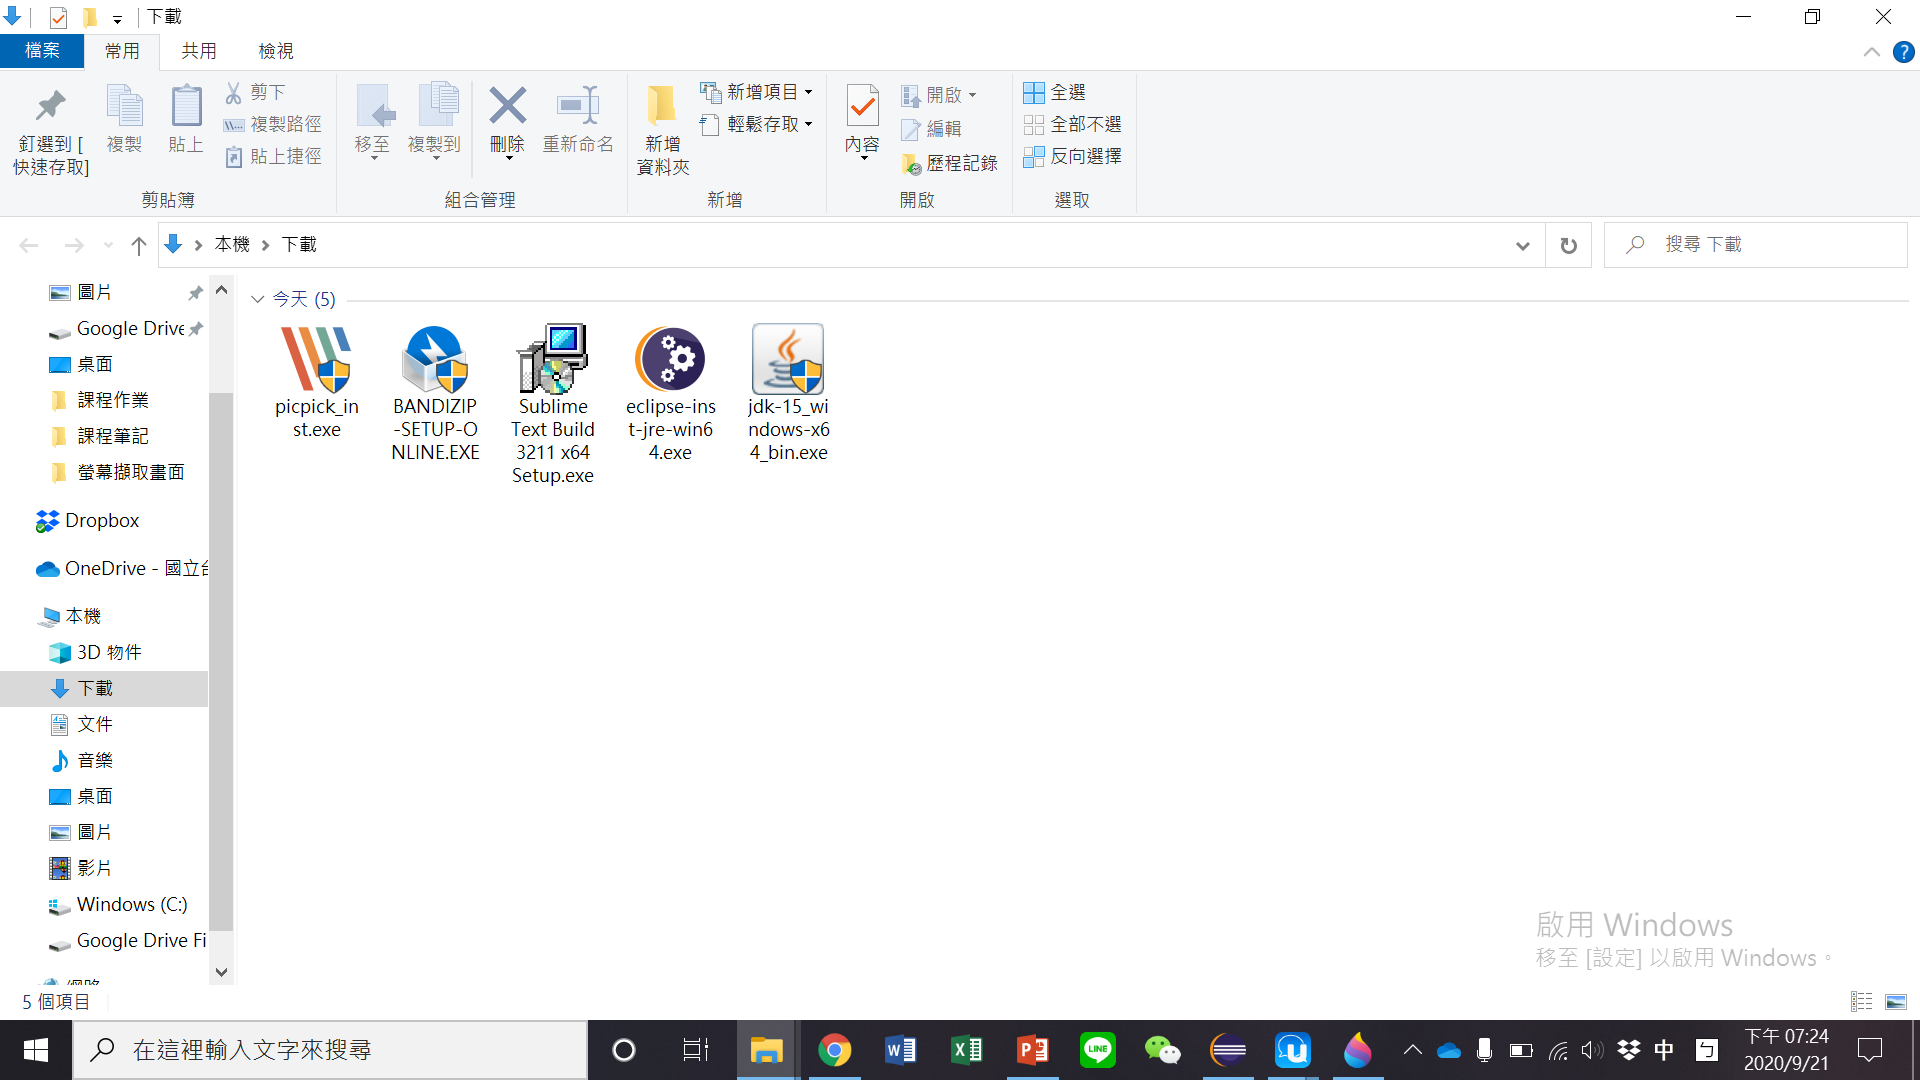 下載
檔案 常用 共用 檢視
釘選到 [
快速存取]
複製
貼上
剪下
複製路徑
貼上捷徑
剪貼簿
移至
複製到
刪除
重新命名
組合管理
新增
資料夾
新增項目
輕鬆存取
新增
內容
開啟
編輯
歷程記錄
開啟
全選
全部不選
反向選擇
選取
本機 下載
搜尋 下載
圖片
Google Drive
桌面
課程作業
課程筆記
螢幕擷取畫面
Dropbox
OneDrive - 國立台
本機
3D 物件
下載
文件
音樂
桌面
圖片
影片
Windows (C:)
Google Drive Fi
網路
今天 (5)
picpick_in
st.exe
BANDIZIP
-SETUP-O
NLINE.EXE
Sublime
Text Build
3211 x64
Setup.exe
eclipse-ins
t-jre-win6
4.exe
jdk-15_wi
ndows-x6
4_bin.exe
啟用 Windows
移至 [設定] 以啟用 Windows。
5 個項目
在這裡輸入文字來搜尋
LINE
中
ㄅ
下午 07:24
2020/9/21